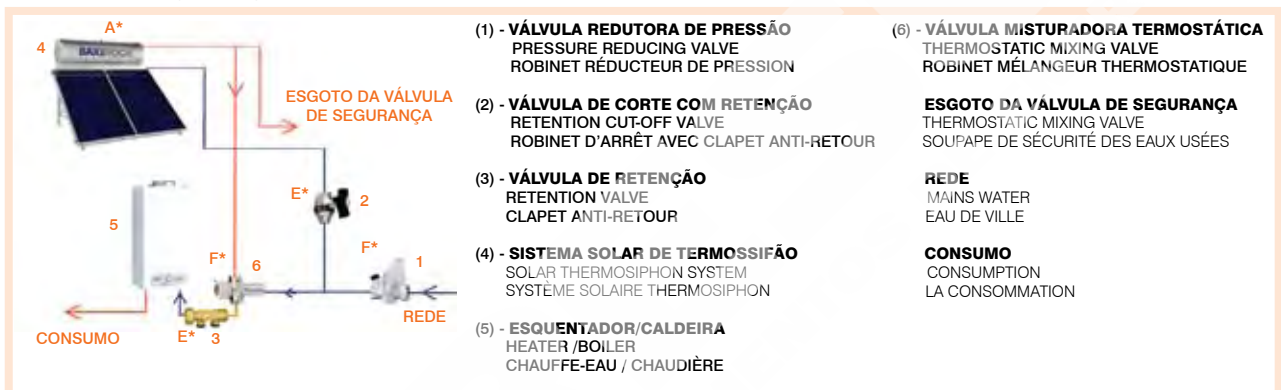 A*
4
BAXIROCA
ESGOTO DA VÁLVULA
DE SEGURANÇA
E*
2
5
F*
6
F*
1
REDE
CONSUMO
E*
3
(1) - VÁLVULA REDUTORA DE PRESSÃO
PRESSURE REDUCING VALVE
ROBINET RÉDUCTEUR DE PRESSION
(2) - VÁLVULA DE CORTE COM RETENÇÃO
RETENTION CUT-OFF VALVE
ROBINET D'ARRÊT AVEC CLAPET ANTI-RETOUR
(3) - VÁLVULA DE RETENÇÃO
RETENTION VALVE
CLAPET ANTI-RETOUR
(4) - SISTEMA SOLAR DE TERMOSSIFÃO
SOLAR THERMOSIPHON SYSTEM
SYSTÈME SOLAIRE THERMOSIPHON
(5) - ESQUENTADOR/CALDEIRA
HEATER /BOILER
CHAUFFE-EAU / CHAUDIÈRE
(6) - VÁLVULA MISTURADORA TERMOSTÁTICA
THERMOSTATIC MIXING VALVE
ROBINET MÉLANGEUR THERMOSTATIQUE
ESGOTO DA VÁLVULA DE SEGURANÇA
THERMOSTATIC MIXING VALVE
SOUPAPE DE SÉCURITÉ DES EAUX USÉES
REDE
MAINS WATER
EAU DE VILLE
CONSUMO
CONSUMPTION
LA CONSOMMATION